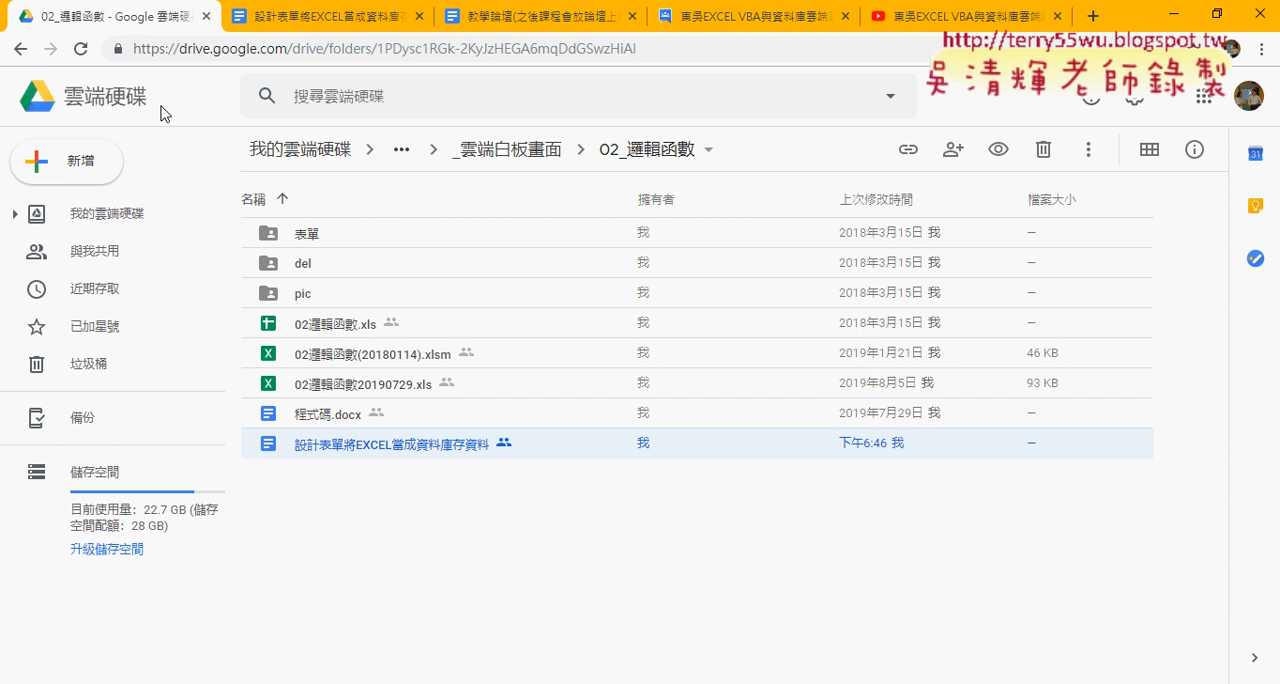 02_邏輯函數 - Google 雲端硬
設計表單將EXCEL當成資料庫存
教學論壇(之後課程會放論壇上
東吳EXCEL VBA與資料庫雲端
東吳EXCEL VBA與資料庫雲端
https://drive.google.com/drive/folders/1PDysc1RGk-2KyJzHEGA6mqDdGSwzHiAI
http://terry55wu.blogspot.tw
吳清輝老師錄製
雲端硬碟
搜尋雲端硬碟
新增
我的雲端硬碟
•••
_雲端白板畫面
02_邏輯函數
名稱
擁有者
上次修改時間
檔案大小
表單 我 2018年3月15日 我 –
del 我 2018年3月15日 我 –
pic 我 2018年3月15日 我 –
02邏輯函數.xls 我 2018年3月15日 我 –
02邏輯函數(20180114).xlsm 我 2019年1月21日 我 46 KB
02邏輯函數20190729.xls 我 2019年8月5日 我 93 KB
程式碼.docx 我 2019年7月29日 我 –
設計表單將EXCEL當成資料庫存資料 我 下午6:46 我 –
我的雲端硬碟
與我共用
近期存取
已加星號
垃圾桶
備份
儲存空間
目前使用量: 22.7 GB (儲存
空間配額: 28 GB)
升級儲存空間
31